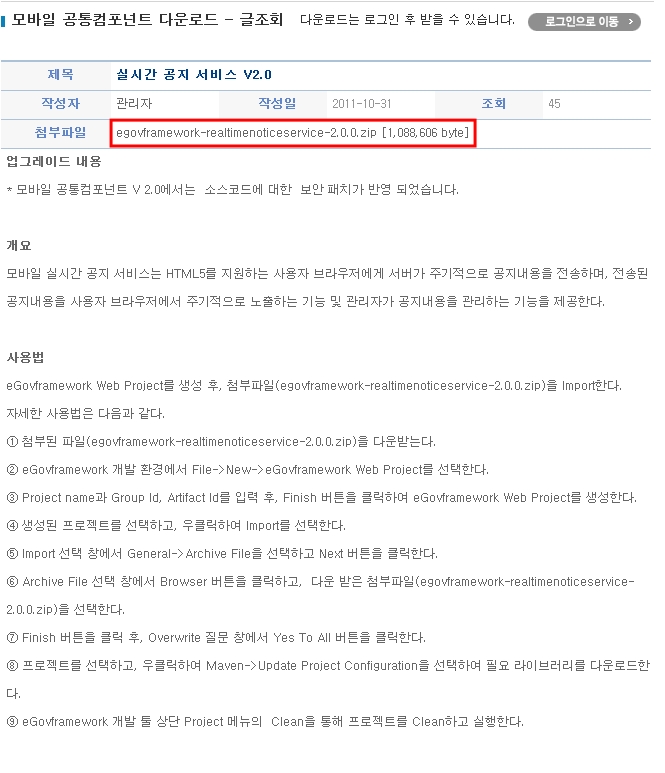 모바일 공통컴포넌트 다운로드 - 글조회 다운로드는 로그인 후 받을 수 있습니다. 로그인으로 이동 >
제목 실시간 공지 서비스 V2.0
작성자 관리자 작성일 2011-10-31 조회 45
첨부파일 egovframework-realtimenoticeservice-2.0.0.zip [1,088,606 byte]
업그레이드 내용
* 모바일 공통컴포넌트 V 2.0에서는 소스코드에 대한 보안 패치가 반영 되었습니다.
개요
모바일 실시간 공지 서비스는 HTML5를 지원하는 사용자 브라우저에게 서버가 주기적으로 공지내용을 전송하며, 전송된
공지내용을 사용자 브라우저에서 주기적으로 노출하는 기능 및 관리자가 공지내용을 관리하는 기능을 제공한다.
사용법
eGovframework Web Project를 생성 후, 첨부파일(egovframework-realtimenoticeservice-2.0.0.zip)을 Import한다.
자세한 사용법은 다음과 같다.
① 첨부된 파일(egovframework-realtimenoticeservice-2.0.0.zip)을 다운받는다.
② eGovframework 개발 환경에서 File->New->eGovframework Web Project를 선택한다.
③ Project name과 Group Id, Artifact Id를 입력 후, Finish 버튼을 클릭하여 eGovframework Web Project를 생성한다.
④ 생성된 프로젝트를 선택하고, 우클릭하여 Import를 선택한다.
⑤ Import 선택 창에서 General->Archive File을 선택하고 Next 버튼을 클릭한다.
⑥ Archive File 선택 창에서 Browser 버튼을 클릭하고, 다운 받은 첨부파일(egovframework-realtimenoticeservice-
2.0.0.zip)을 선택한다.
⑦ Finish 버튼을 클릭 후, Overwrite 질문 창에서 Yes To All 버튼을 클릭한다.
⑧ 프로젝트를 선택하고, 우클릭하여 Maven->Update Project Configuration을 선택하여 필요 라이브러리를 다운로드한
다.
⑨ eGovframework 개발 툴 상단 Project 메뉴의 Clean을 통해 프로젝트를 Clean하고 실행한다.